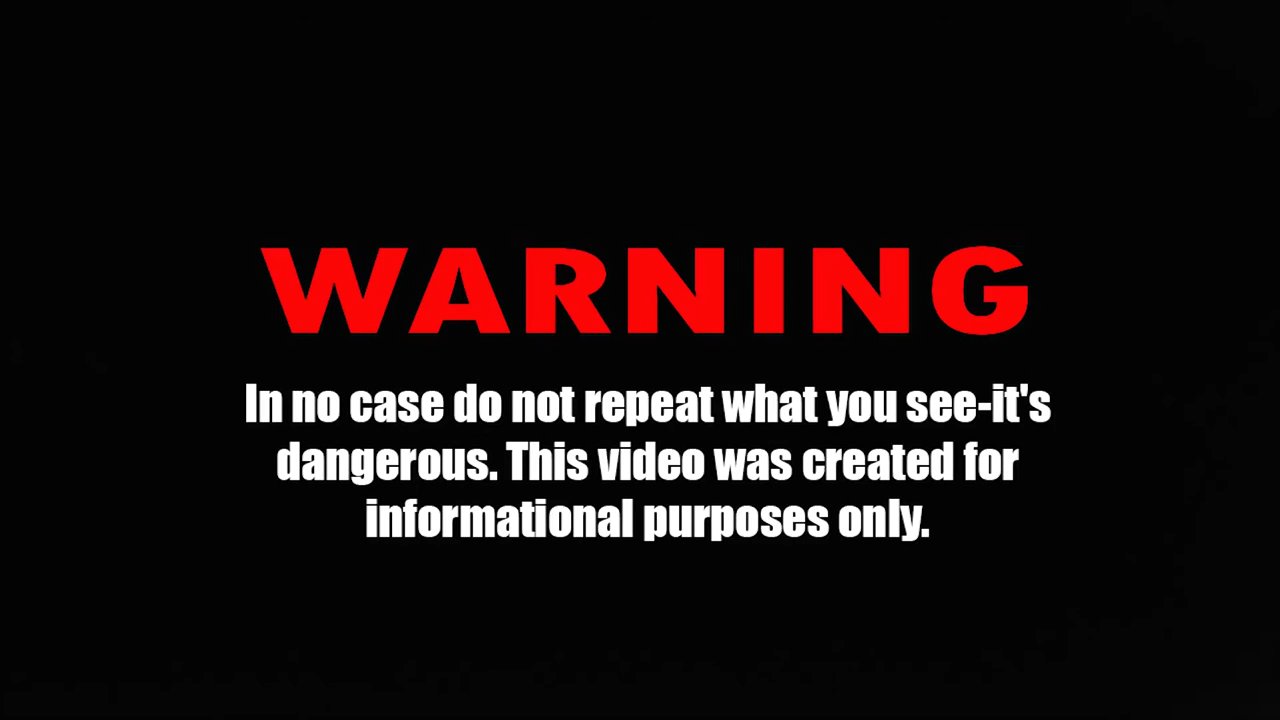 WARNING
In no case do not repeat what you see-it's
dangerous. This video was created for
informational purposes only.